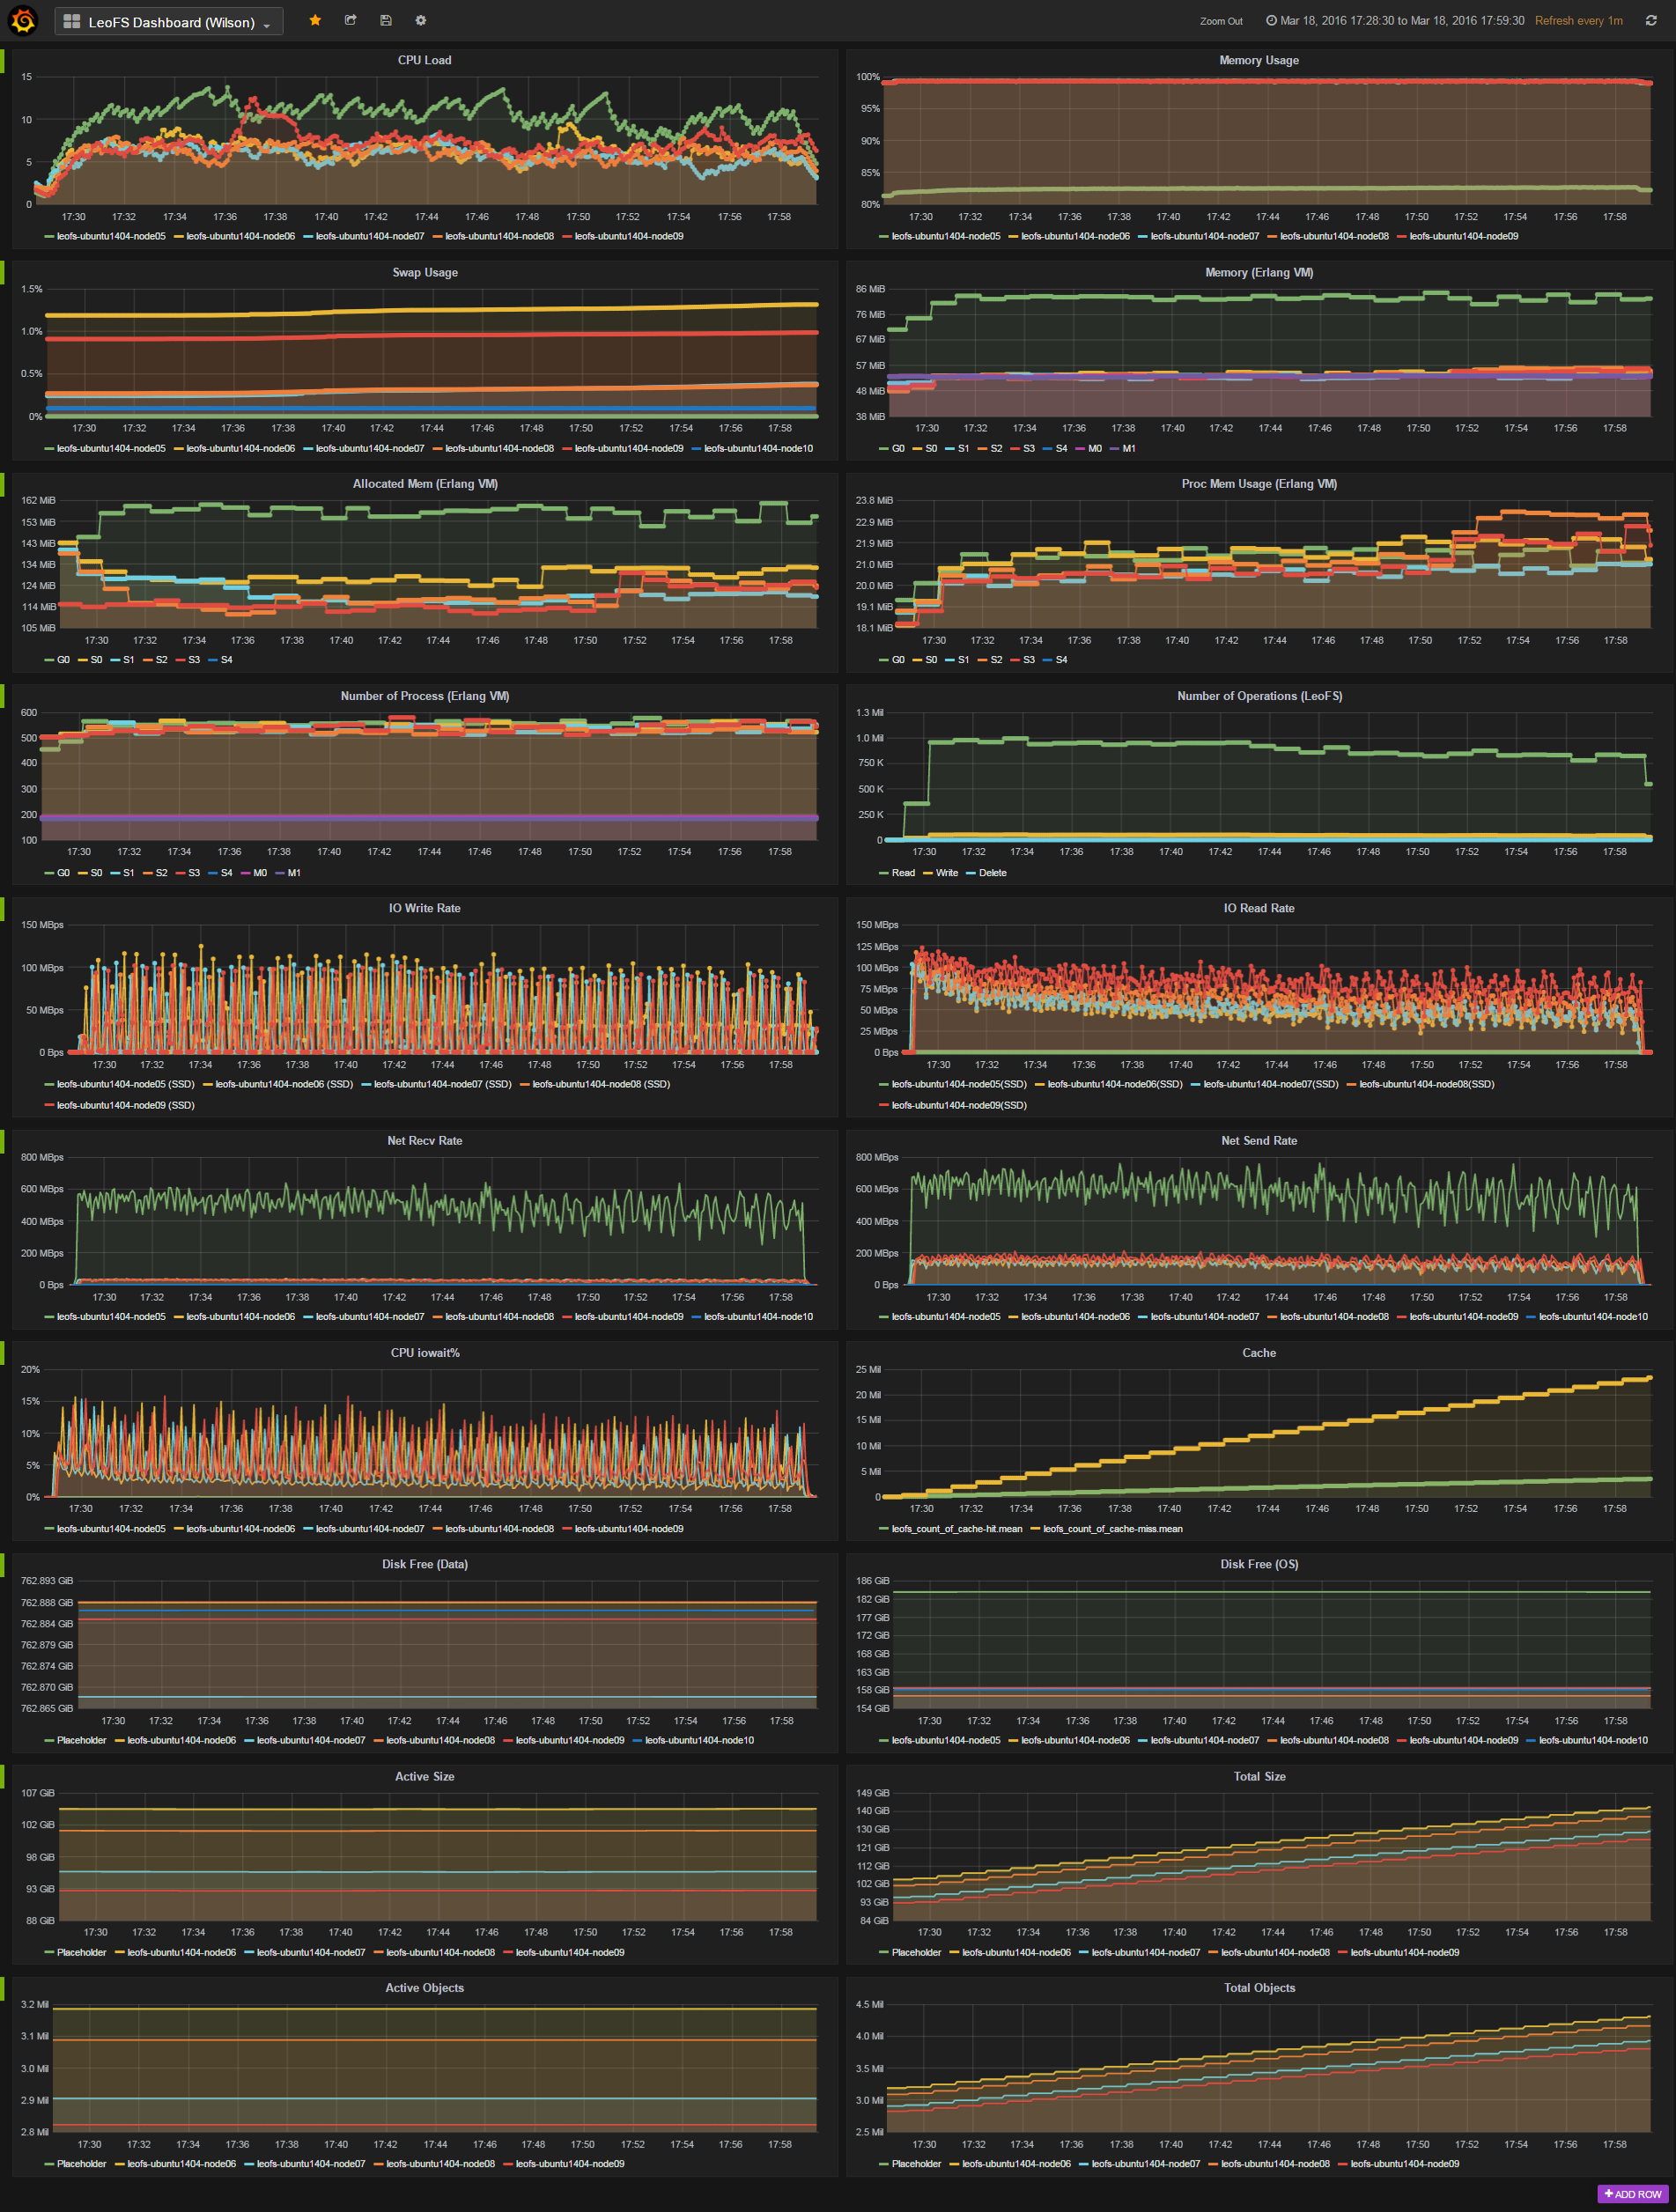 LeoFS Dashboard (Wilson)
Zoom Out Mar 18, 2016 17:28:30 to Mar 18, 2016 17:59:30 Refresh every 1m
CPU Load
15
10
5
0
17:30 17:32 17:34 17:36 17:38 17:40 17:42 17:44 17:46 17:48 17:50 17:52 17:54 17:56 17:58
leofs-ubuntu1404-node05 leofs-ubuntu1404-node06 leofs-ubuntu1404-node07 leofs-ubuntu1404-node08 leofs-ubuntu1404-node09
Memory Usage
100%
95%
90%
85%
80%
17:30 17:32 17:34 17:36 17:38 17:40 17:42 17:44 17:46 17:48 17:50 17:52 17:54 17:56 17:58
leofs-ubuntu1404-node05 leofs-ubuntu1404-node06 leofs-ubuntu1404-node07 leofs-ubuntu1404-node08 leofs-ubuntu1404-node09
Swap Usage
1.5%
1.0%
0.5%
0%
17:30 17:32 17:34 17:36 17:38 17:40 17:42 17:44 17:46 17:48 17:50 17:52 17:54 17:56 17:58
leofs-ubuntu1404-node05 leofs-ubuntu1404-node06 leofs-ubuntu1404-node07 leofs-ubuntu1404-node08 leofs-ubuntu1404-node09 leofs-ubuntu1404-node10
Memory (Erlang VM)
86 MiB
76 MiB
67 MiB
57 MiB
48 MiB
38 MiB
17:30 17:32 17:34 17:36 17:38 17:40 17:42 17:44 17:46 17:48 17:50 17:52 17:54 17:56 17:58
G0 S0 S1 S2 S3 S4 M0 M1
Allocated Mem (Erlang VM)
162 MiB
153 MiB
143 MiB
134 MiB
124 MiB
114 MiB
105 MiB
17:30 17:32 17:34 17:36 17:38 17:40 17:42 17:44 17:46 17:48 17:50 17:52 17:54 17:56 17:58
G0 S0 S1 S2 S3 S4
Proc Mem Usage (Erlang VM)
23.8 MiB
22.9 MiB
21.9 MiB
21.0 MiB
20.0 MiB
19.1 MiB
18.1 MiB
17:30 17:32 17:34 17:36 17:38 17:40 17:42 17:44 17:46 17:48 17:50 17:52 17:54 17:56 17:58
G0 S0 S1 S2 S3 S4
Number of Process (Erlang VM)
600
500
400
300
200
100
17:30 17:32 17:34 17:36 17:38 17:40 17:42 17:44 17:46 17:48 17:50 17:52 17:54 17:56 17:58
G0 S0 S1 S2 S3 S4 M0 M1
Number of Operations (LeoFS)
1.3 Mil
1.0 Mil
750 K
500 K
250 K
0
17:30 17:32 17:34 17:36 17:38 17:40 17:42 17:44 17:46 17:48 17:50 17:52 17:54 17:56 17:58
Read Write Delete
IO Write Rate
150 MBps
100 MBps
50 MBps
0 Bps
17:30 17:32 17:34 17:36 17:38 17:40 17:42 17:44 17:46 17:48 17:50 17:52 17:54 17:56 17:58
leofs-ubuntu1404-node05 (SSD) leofs-ubuntu1404-node06 (SSD) leofs-ubuntu1404-node07 (SSD) leofs-ubuntu1404-node08 (SSD)
leofs-ubuntu1404-node09 (SSD)
IO Read Rate
150 MBps
125 MBps
100 MBps
75 MBps
50 MBps
25 MBps
0 Bps
17:30 17:32 17:34 17:36 17:38 17:40 17:42 17:44 17:46 17:48 17:50 17:52 17:54 17:56 17:58
leofs-ubuntu1404-node05(SSD) leofs-ubuntu1404-node06(SSD) leofs-ubuntu1404-node07(SSD) leofs-ubuntu1404-node08(SSD)
leofs-ubuntu1404-node09(SSD)
Net Recv Rate
800 MBps
600 MBps
400 MBps
200 MBps
0 Bps
17:30 17:32 17:34 17:36 17:38 17:40 17:42 17:44 17:46 17:48 17:50 17:52 17:54 17:56 17:58
leofs-ubuntu1404-node05 leofs-ubuntu1404-node06 leofs-ubuntu1404-node07 leofs-ubuntu1404-node08 leofs-ubuntu1404-node09 leofs-ubuntu1404-node10
Net Send Rate
800 MBps
600 MBps
400 MBps
200 MBps
0 Bps
17:30 17:32 17:34 17:36 17:38 17:40 17:42 17:44 17:46 17:48 17:50 17:52 17:54 17:56 17:58
leofs-ubuntu1404-node05 leofs-ubuntu1404-node06 leofs-ubuntu1404-node07 leofs-ubuntu1404-node08 leofs-ubuntu1404-node09 leofs-ubuntu1404-node10
CPU iowait%
20%
15%
10%
5%
0%
17:30 17:32 17:34 17:36 17:38 17:40 17:42 17:44 17:46 17:48 17:50 17:52 17:54 17:56 17:58
leofs-ubuntu1404-node05 leofs-ubuntu1404-node06 leofs-ubuntu1404-node07 leofs-ubuntu1404-node08 leofs-ubuntu1404-node09
Cache
25 Mil
20 Mil
15 Mil
10 Mil
5 Mil
0
17:30 17:32 17:34 17:36 17:38 17:40 17:42 17:44 17:46 17:48 17:50 17:52 17:54 17:56 17:58
leofs_count_of_cache-hit.mean leofs_count_of_cache-miss.mean
Disk Free (Data)
762.893 GiB
762.888 GiB
762.884 GiB
762.879 GiB
762.874 GiB
762.870 GiB
762.865 GiB
17:30 17:32 17:34 17:36 17:38 17:40 17:42 17:44 17:46 17:48 17:50 17:52 17:54 17:56 17:58
Placeholder leofs-ubuntu1404-node06 leofs-ubuntu1404-node07 leofs-ubuntu1404-node08 leofs-ubuntu1404-node09 leofs-ubuntu1404-node10
Disk Free (OS)
186 GiB
182 GiB
177 GiB
172 GiB
168 GiB
163 GiB
158 GiB
154 GiB
17:30 17:32 17:34 17:36 17:38 17:40 17:42 17:44 17:46 17:48 17:50 17:52 17:54 17:56 17:58
leofs-ubuntu1404-node05 leofs-ubuntu1404-node06 leofs-ubuntu1404-node07 leofs-ubuntu1404-node08 leofs-ubuntu1404-node09 leofs-ubuntu1404-node10
Active Size
107 GiB
102 GiB
98 GiB
93 GiB
88 GiB
17:30 17:32 17:34 17:36 17:38 17:40 17:42 17:44 17:46 17:48 17:50 17:52 17:54 17:56 17:58
Placeholder leofs-ubuntu1404-node06 leofs-ubuntu1404-node07 leofs-ubuntu1404-node08 leofs-ubuntu1404-node09
Total Size
149 GiB
140 GiB
130 GiB
121 GiB
112 GiB
102 GiB
93 GiB
84 GiB
17:30 17:32 17:34 17:36 17:38 17:40 17:42 17:44 17:46 17:48 17:50 17:52 17:54 17:56 17:58
Placeholder leofs-ubuntu1404-node06 leofs-ubuntu1404-node07 leofs-ubuntu1404-node08 leofs-ubuntu1404-node09
Active Objects
3.2 Mil
3.1 Mil
3.0 Mil
2.9 Mil
2.8 Mil
17:30 17:32 17:34 17:36 17:38 17:40 17:42 17:44 17:46 17:48 17:50 17:52 17:54 17:56 17:58
Placeholder leofs-ubuntu1404-node06 leofs-ubuntu1404-node07 leofs-ubuntu1404-node08 leofs-ubuntu1404-node09
Total Objects
4.5 Mil
4.0 Mil
3.5 Mil
3.0 Mil
2.5 Mil
17:30 17:32 17:34 17:36 17:38 17:40 17:42 17:44 17:46 17:48 17:50 17:52 17:54 17:56 17:58
Placeholder leofs-ubuntu1404-node06 leofs-ubuntu1404-node07 leofs-ubuntu1404-node08 leofs-ubuntu1404-node09
+ ADD ROW